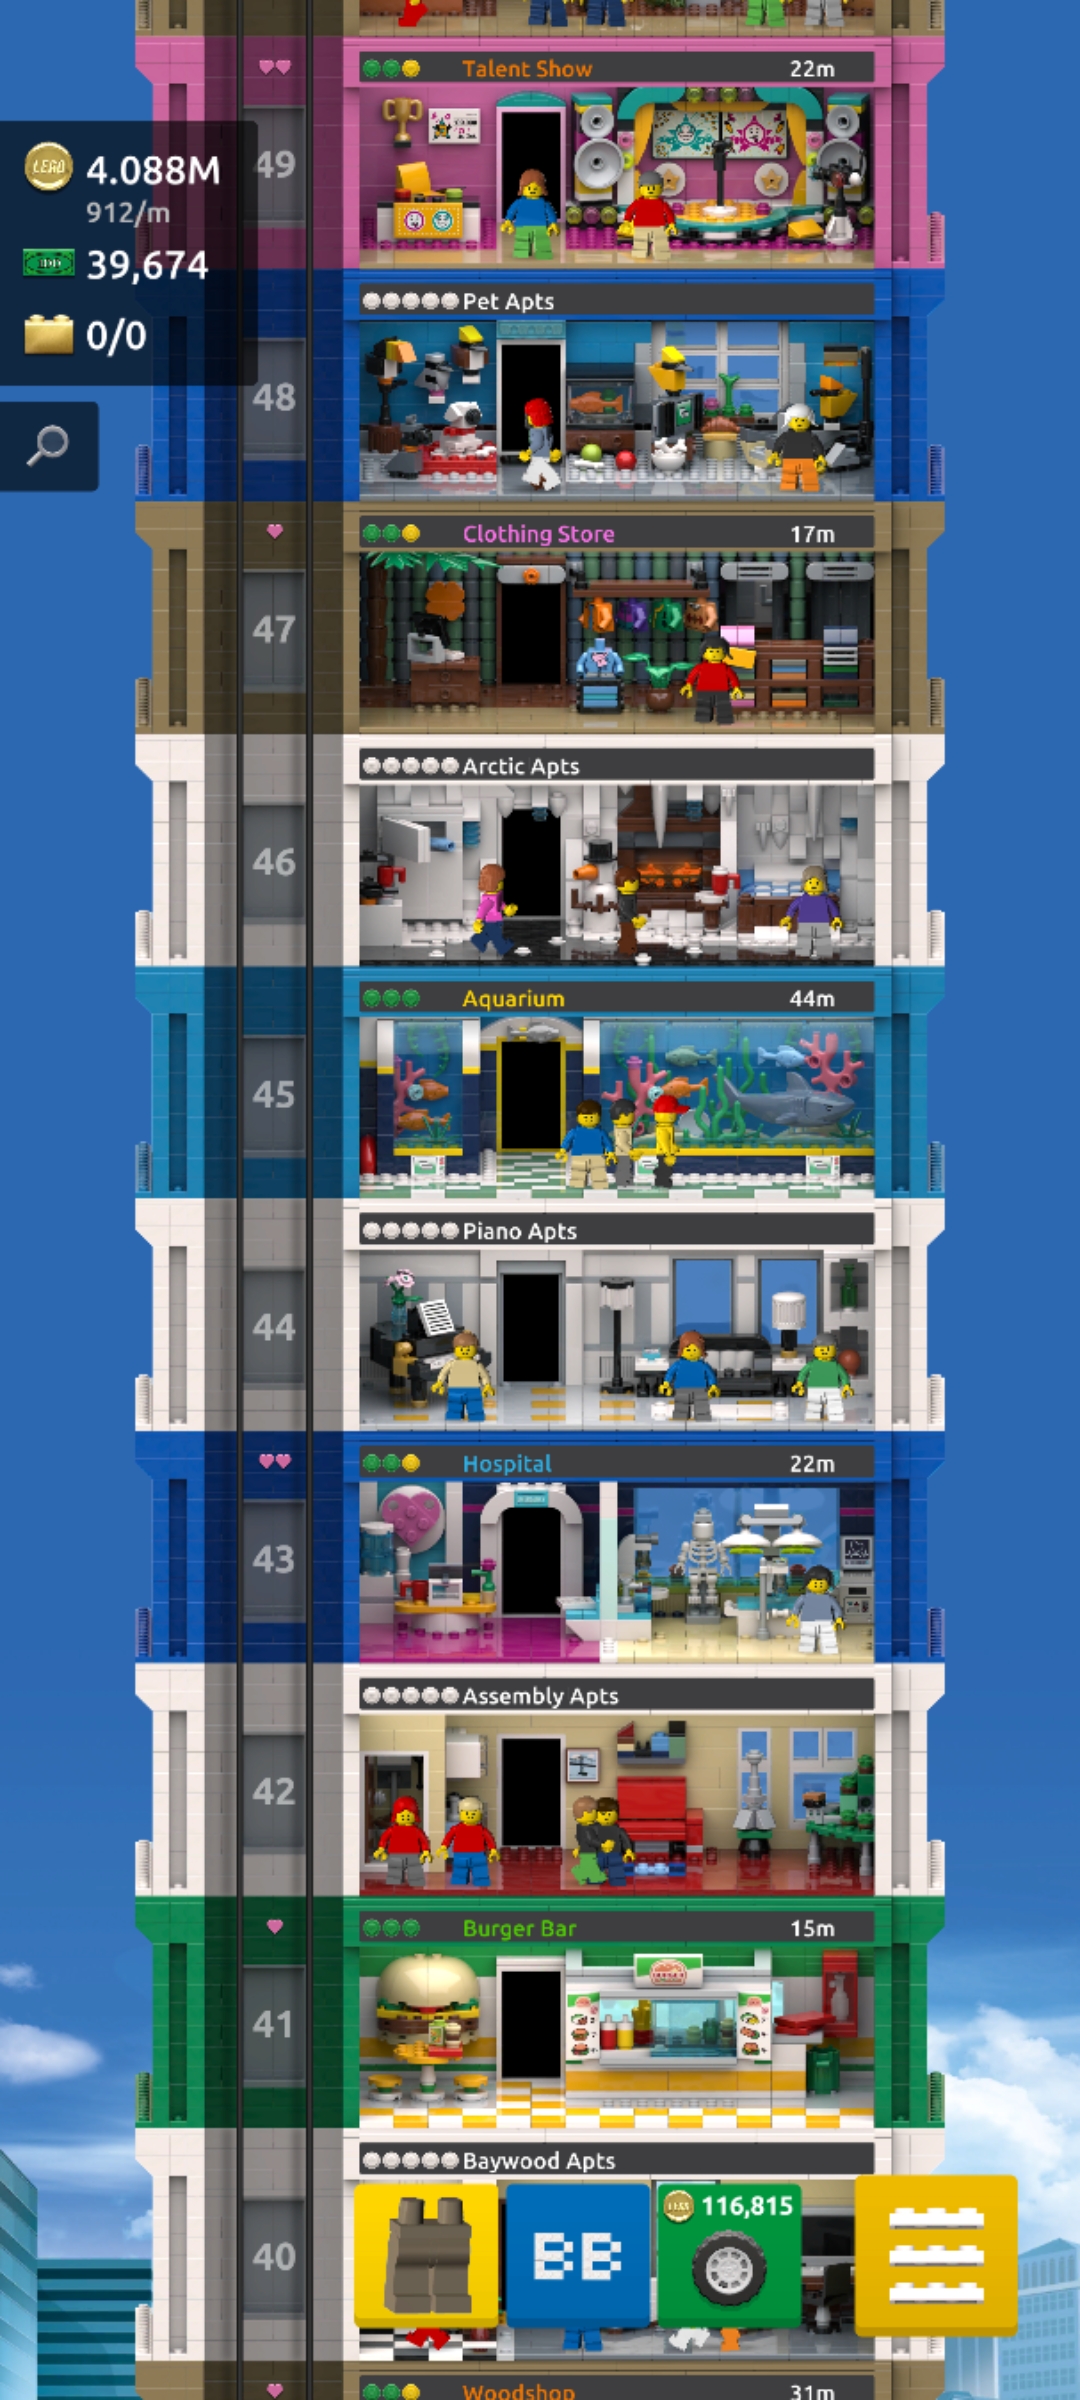 Talent Show 22m
49
LEGO 4.088M
912/m
39,674
0/0
Pet Apts
48
Clothing Store 17m
47
Arctic Apts
46
Aquarium 44m
45
Piano Apts
44
Hospital 22m
43
Assembly Apts
42
Burger Bar 15m
41
Baywood Apts
40
BB
116,815
Woodshop 31m